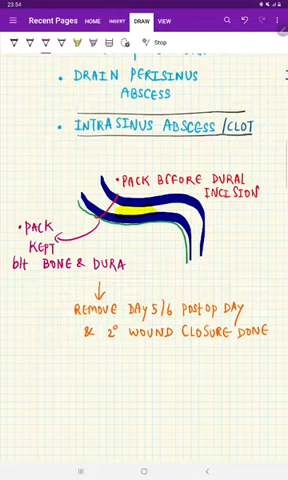 23:54
Recent Pages
HOME
INSERT
DRAW
VIEW
Stop
• DRAIN PERISINUS
ABSCESS
• INTRASINUS ABSCESS/CLOT
• PACK BEFORE DURAL
INCISION
• PACK
KEPT
b/t BONE & DURA
REMOVE DAY 5/6 POSTOP DAY
& 2° WOUND CLOSURE DONE